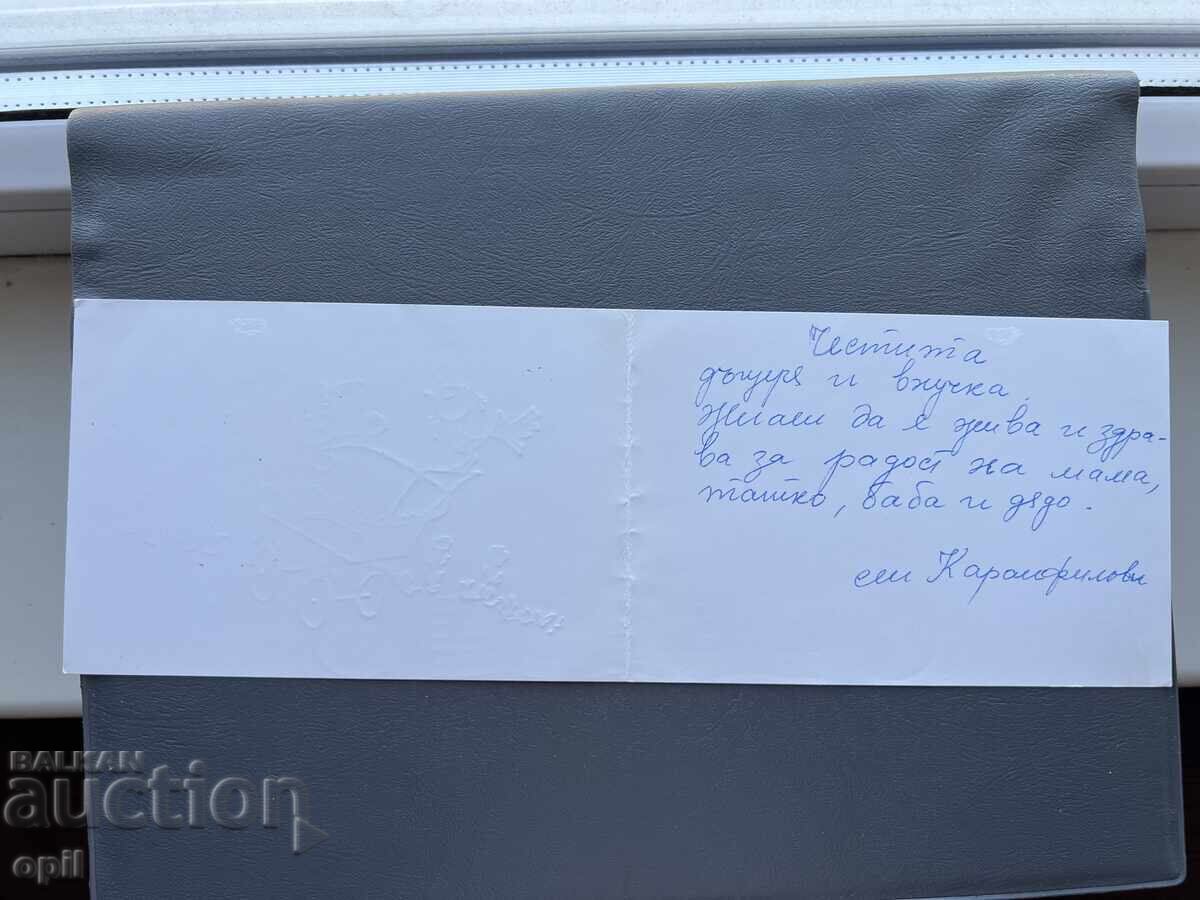 Честита
дъщеря и внучка.
да е жива и здра-
ва за радост на мама,
татко, баба и дядо.
сем. Карамфилови
BALKAN
auction
opil